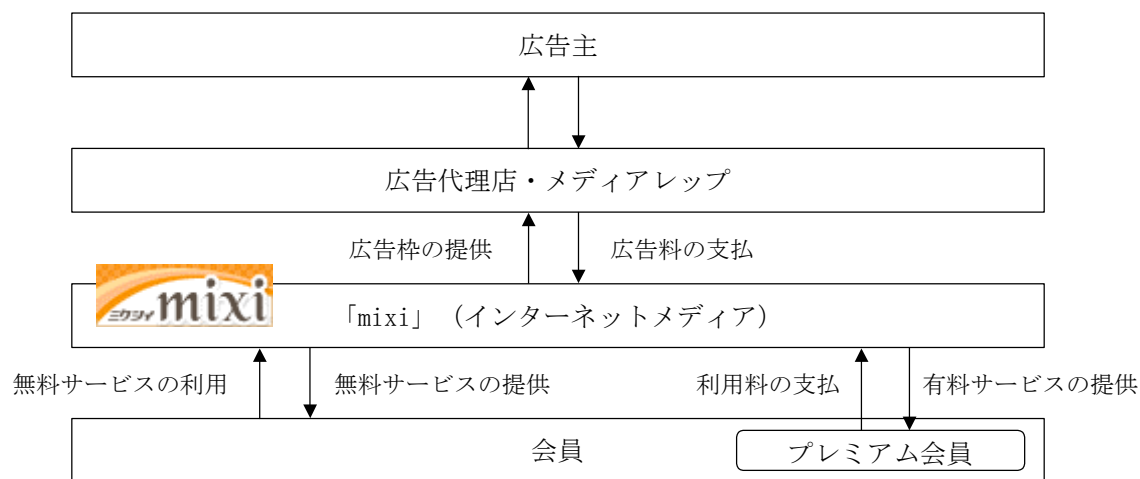 広告主
広告代理店・メディアレップ
広告枠の提供 広告料の支払
ミクシィ mixi
「mixi」（インターネットメディア）
無料サービスの利用 無料サービスの提供 利用料の支払 有料サービスの提供
会員 プレミアム会員